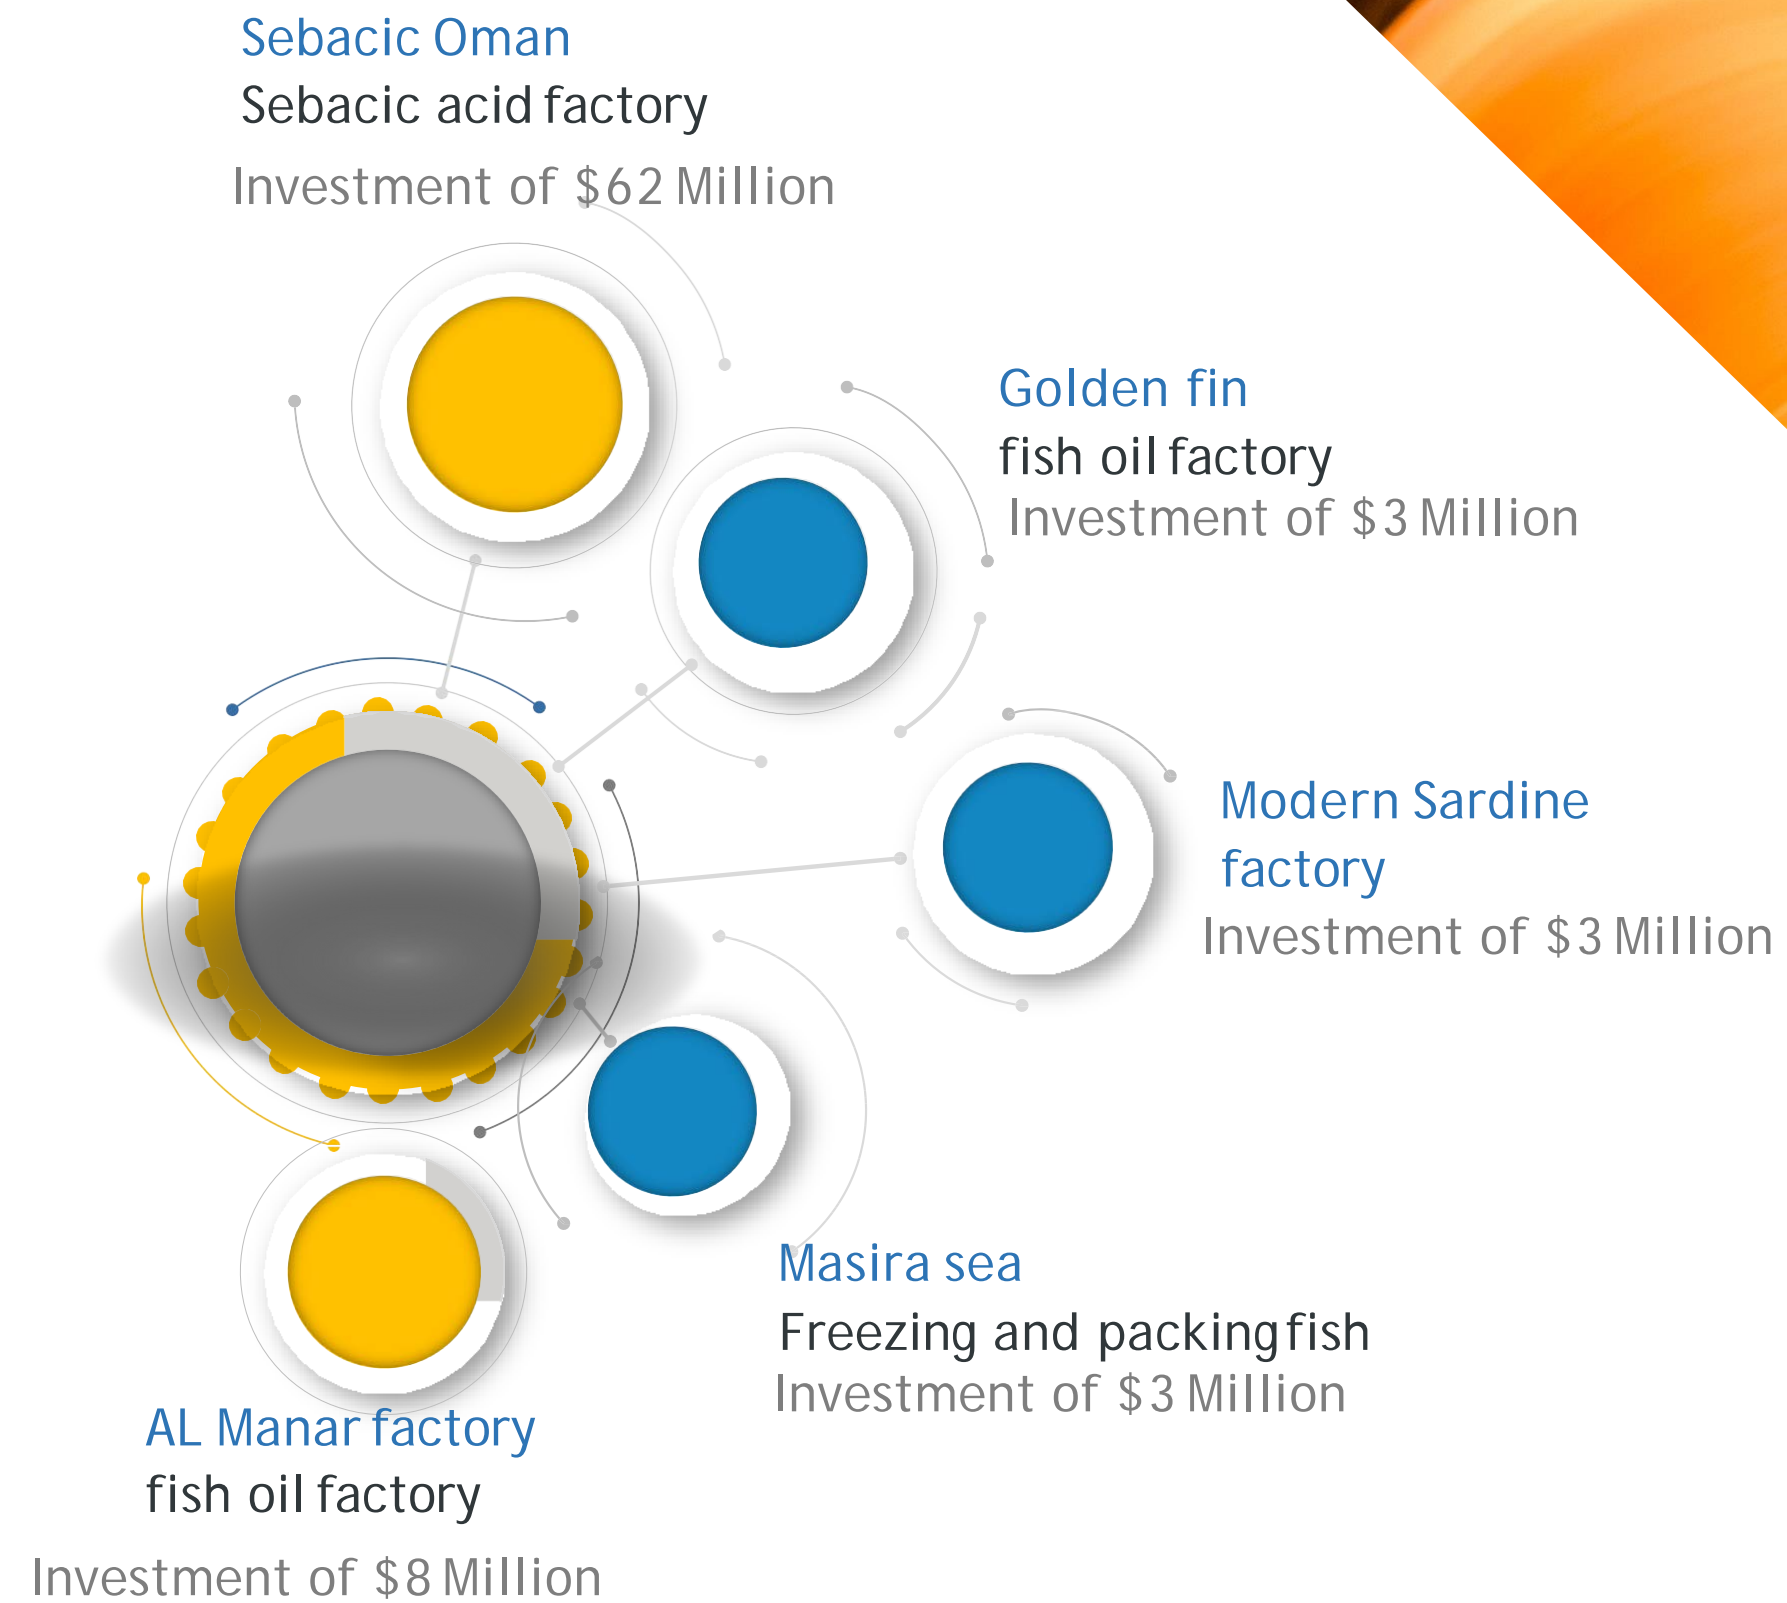 Sebacic Oman
Sebacic acid factory
Investment of $62 Million
Golden fin
fish oil factory
Investment of $3 Million
Modern Sardine
factory
Investment of $3 Million
Masira sea
Freezing and packing fish
Investment of $3 Million
AL Manar factory
fish oil factory
Investment of $8 Million